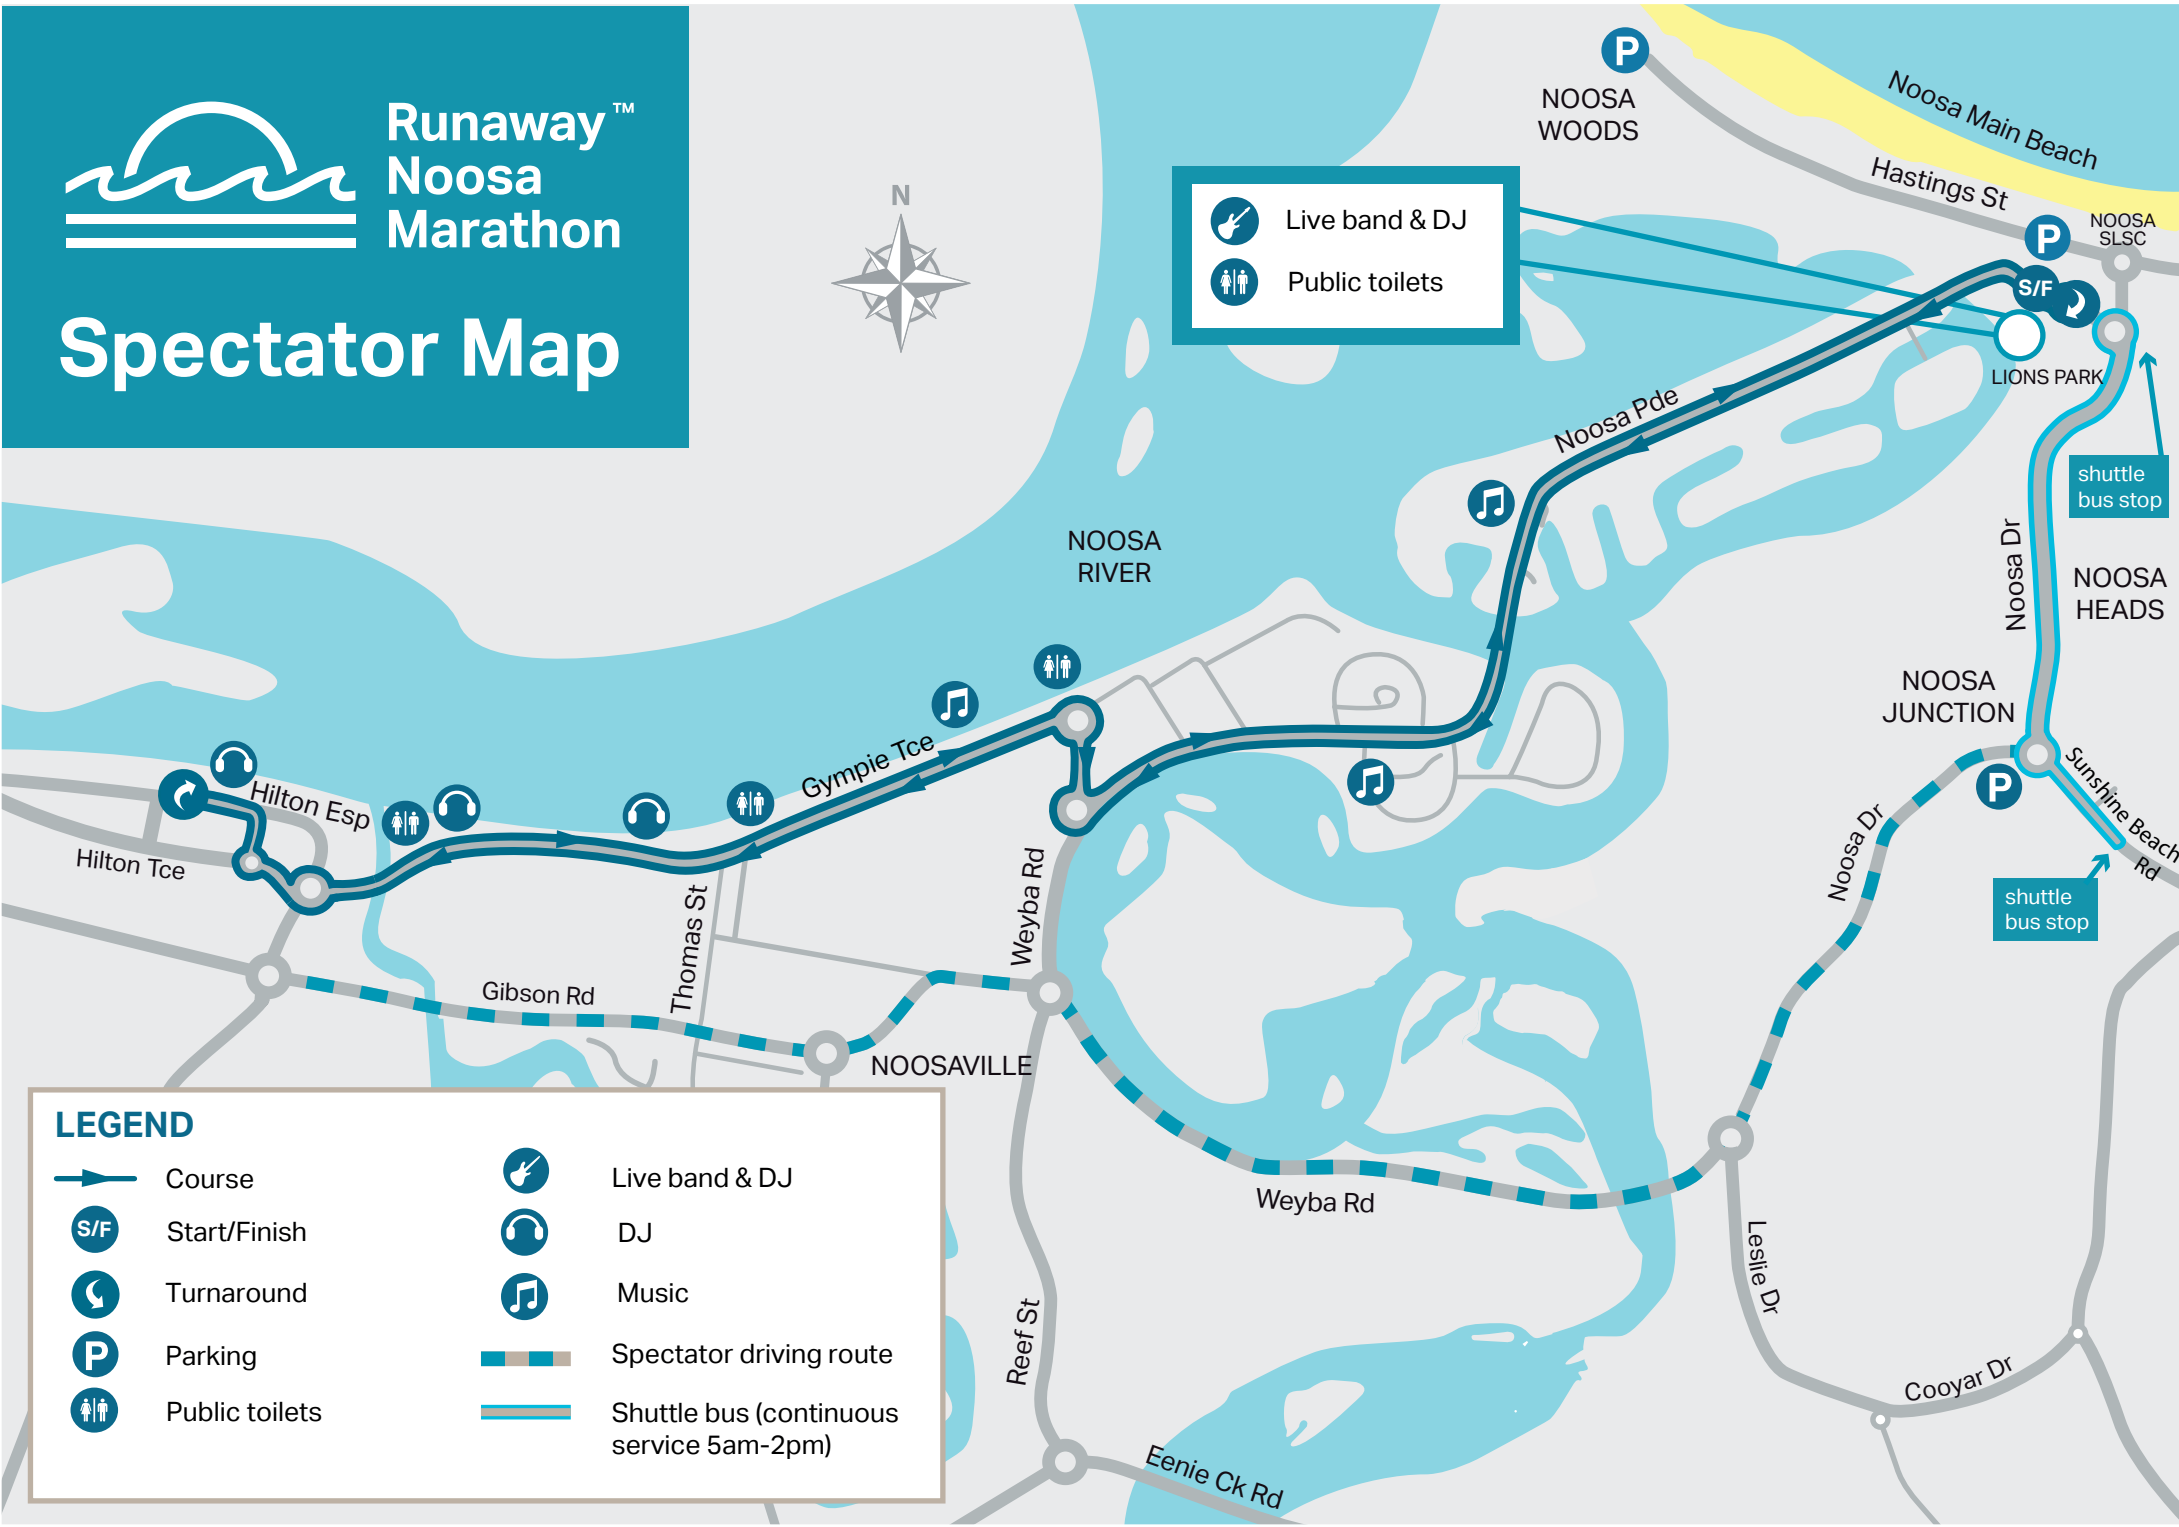 Runaway™
Noosa
Marathon
Spectator Map
N
P
NOOSA
WOODS
Noosa Main Beach
Hastings St
P
NOOSA
SLSC
Live band & DJ
Public toilets
S/F
LIONS PARK
Noosa Pde
shuttle
bus stop
NOOSA
RIVER
Noosa Dr
NOOSA
HEADS
NOOSA
JUNCTION
P
Sunshine Beach
Rd
shuttle
bus stop
Noosa Dr
Gympie Tce
Hilton Esp
Hilton Tce
Thomas St
Weyba Rd
Gibson Rd
NOOSAVILLE
Weyba Rd
Leslie Dr
Cooyar Dr
Reef St
Eenie Ck Rd
LEGEND
Course
S/F
Start/Finish
Turnaround
P
Parking
Public toilets
Live band & DJ
DJ
Music
Spectator driving route
Shuttle bus (continuous
service 5am-2pm)